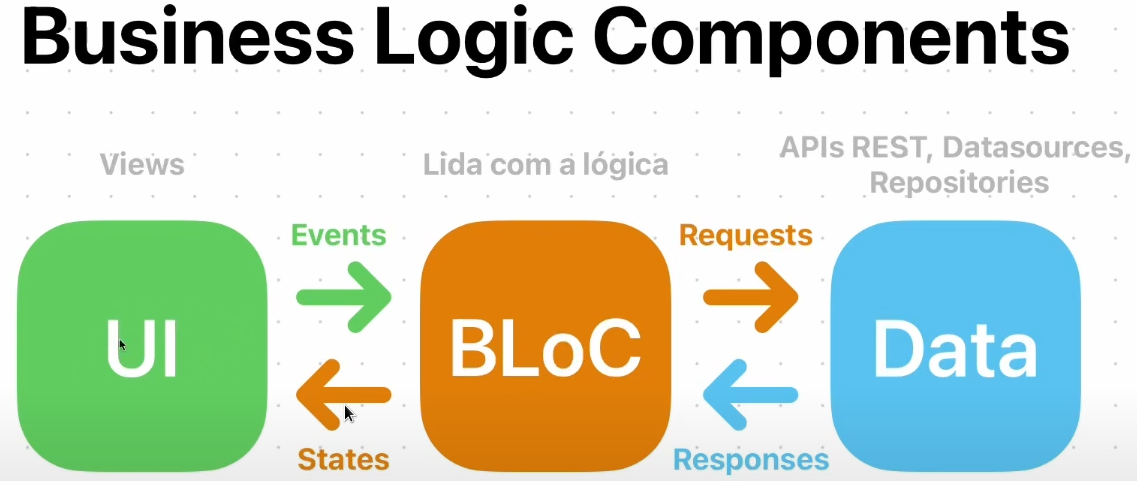 Business Logic Components
Views
Lida com a lógica
APIs REST, Datasources,
Repositories
Events
Requests
UI
BLoC
Data
States
Responses